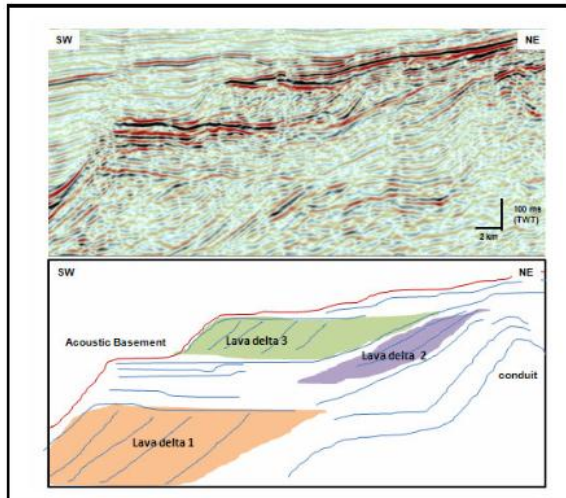 SW
NE
100 ms
(TWT)
2 km
SW
NE
Acoustic Basement
Lava delta 3
Lava delta 2
conduit
Lava delta 1